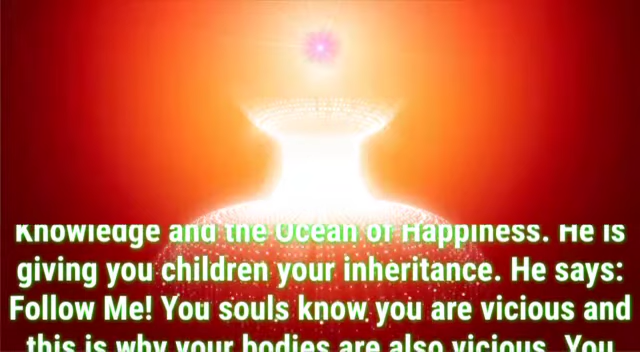 Knowledge and the Ocean of Happiness. He is
giving you children your inheritance. He says:
Follow Me! You souls know you are vicious and
this is why your bodies are also vicious. You